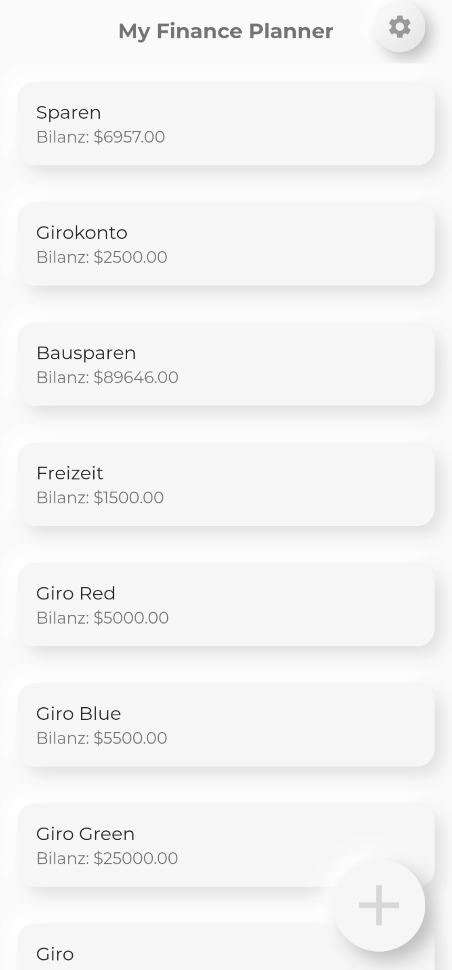 My Finance Planner
Sparen
Bilanz: $6957.00
Girokonto
Bilanz: $2500.00
Bausparen
Bilanz: $89646.00
Freizeit
Bilanz: $1500.00
Giro Red
Bilanz: $5000.00
Giro Blue
Bilanz: $5500.00
Giro Green
Bilanz: $25000.00
Giro